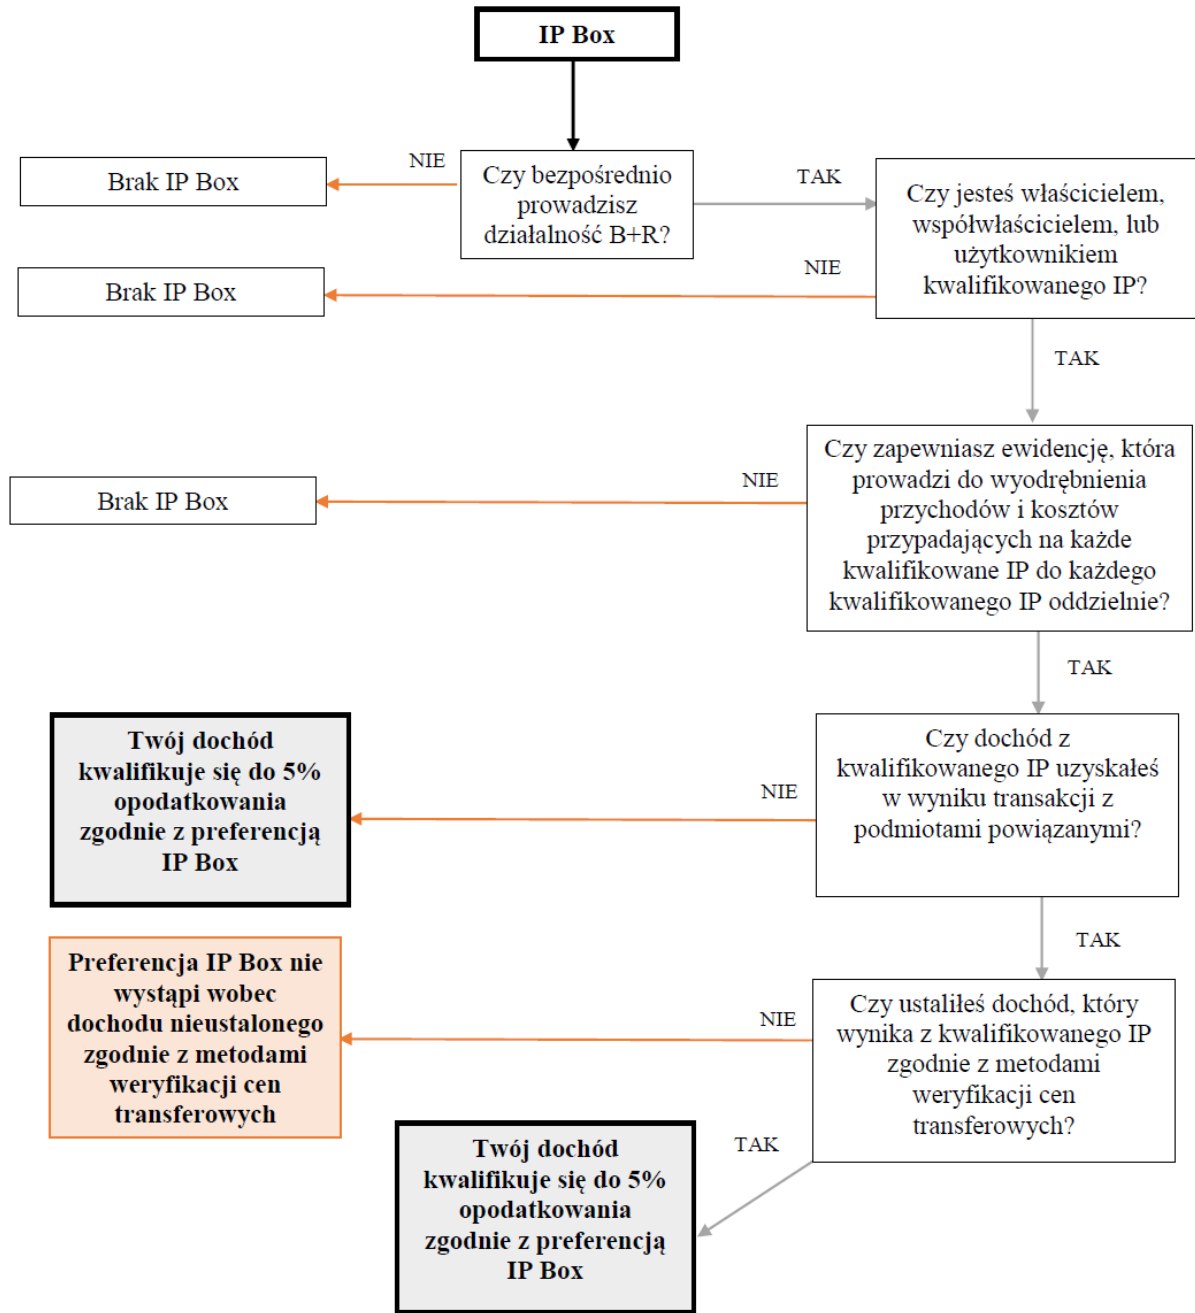 IP Box
NIE
Brak IP Box
Czy bezpośrednio
prowadzisz
działalność B+R?
TAK
Czy jesteś właścicielem,
współwłaścicielem, lub
użytkownikiem
kwalifikowanego IP?
NIE
Brak IP Box
TAK
Czy zapewniasz ewidencję, która
prowadzi do wyodrębnienia
przychodów i kosztów
przypadających na każde
kwalifikowane IP do każdego
kwalifikowanego IP oddzielnie?
NIE
Brak IP Box
TAK
Czy dochód z
kwalifikowanego IP uzyskałeś
w wyniku transakcji z
podmiotami powiązanymi?
NIE
Twój dochód
kwalifikuje się do 5%
opodatkowania
zgodnie z preferencją
IP Box
TAK
Czy ustaliłeś dochód, który
wynika z kwalifikowanego IP
zgodnie z metodami
weryfikacji cen
transferowych?
NIE
Preferencja IP Box nie
wystąpi wobec
dochodu nieustalonego
zgodnie z metodami
weryfikacji cen
transferowych
TAK
Twój dochód
kwalifikuje się do 5%
opodatkowania
zgodnie z preferencją
IP Box